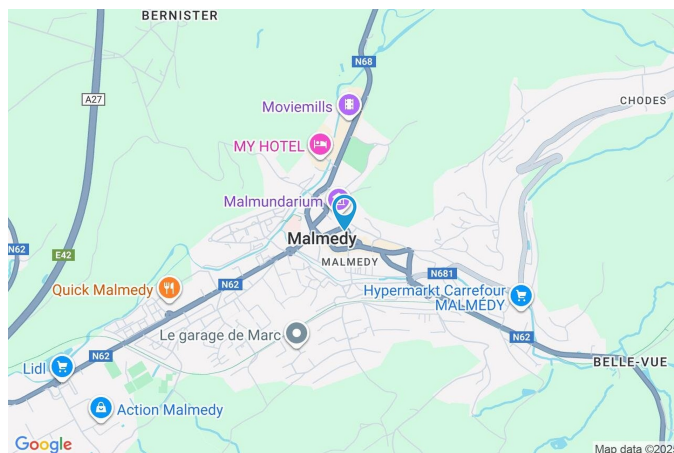 BERNISTER
N68
A27
Moviemills
CHODES
MY HOTEL
Malmundarium
Malmedy
N62
E42
MALMEDY
N681
Quick Malmedy
N62
Hypermarkt Carrefour
MALMÉDY
Le garage de Marc
N62
N62
Lidl
BELLE-VUE
Action Malmedy
Google
Map data ©2025